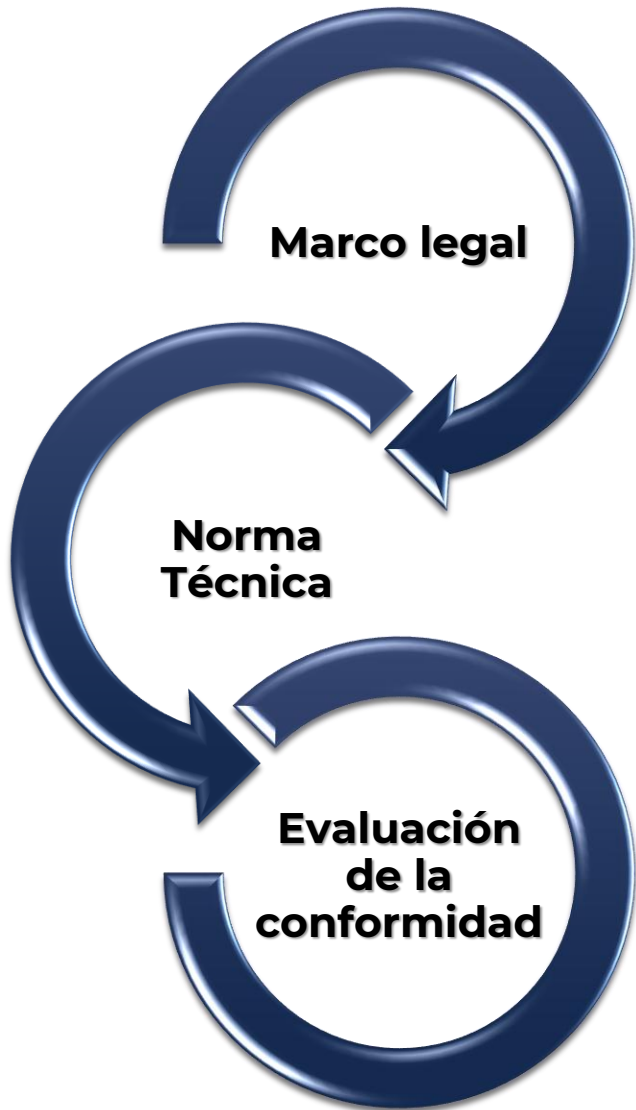 Marco legal
Norma
Técnica
Evaluación
de la
conformidad